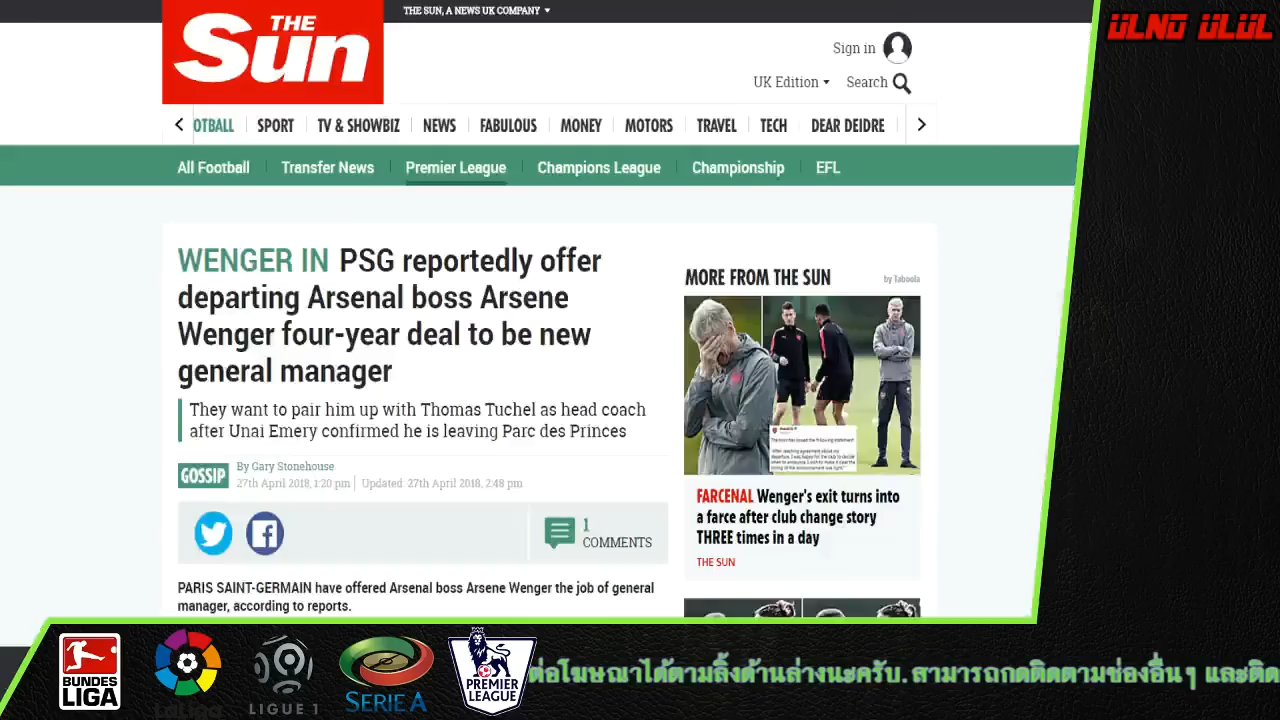 THE SUN, A NEWS UK COMPANY
THE
Sun
Sign in
UK Edition
Search
OTBALL
SPORT
TV & SHOWBIZ
NEWS
FABULOUS
MONEY
MOTORS
TRAVEL
TECH
DEAR DEIDRE
All Football
Transfer News
Premier League
Champions League
Championship
EFL
WENGER IN PSG reportedly offer
departing Arsenal boss Arsene
Wenger four-year deal to be new
general manager
They want to pair him up with Thomas Tuchel as head coach
after Unai Emery confirmed he is leaving Parc des Princes
GOSSIP
By Gary Stonehouse
27th April 2018, 1:20 pm
Updated: 27th April 2018, 2:48 pm
1
COMMENTS
PARIS SAINT-GERMAIN have offered Arsenal boss Arsene Wenger the job of general
manager, according to reports.
MORE FROM THE SUN
by Taboola
FARCENAL Wenger's exit turns into
a farce after club change story
THREE times in a day
THE SUN
BUNDES
LIGA
LaLiga
LIGUE 1
SERIE A
PREMIER
LEAGUE
ต่อโฆษณาได้ตามลิ้งด้านล่างนะครับ. สามารถกดติดตามช่องอื่นๆ และติด